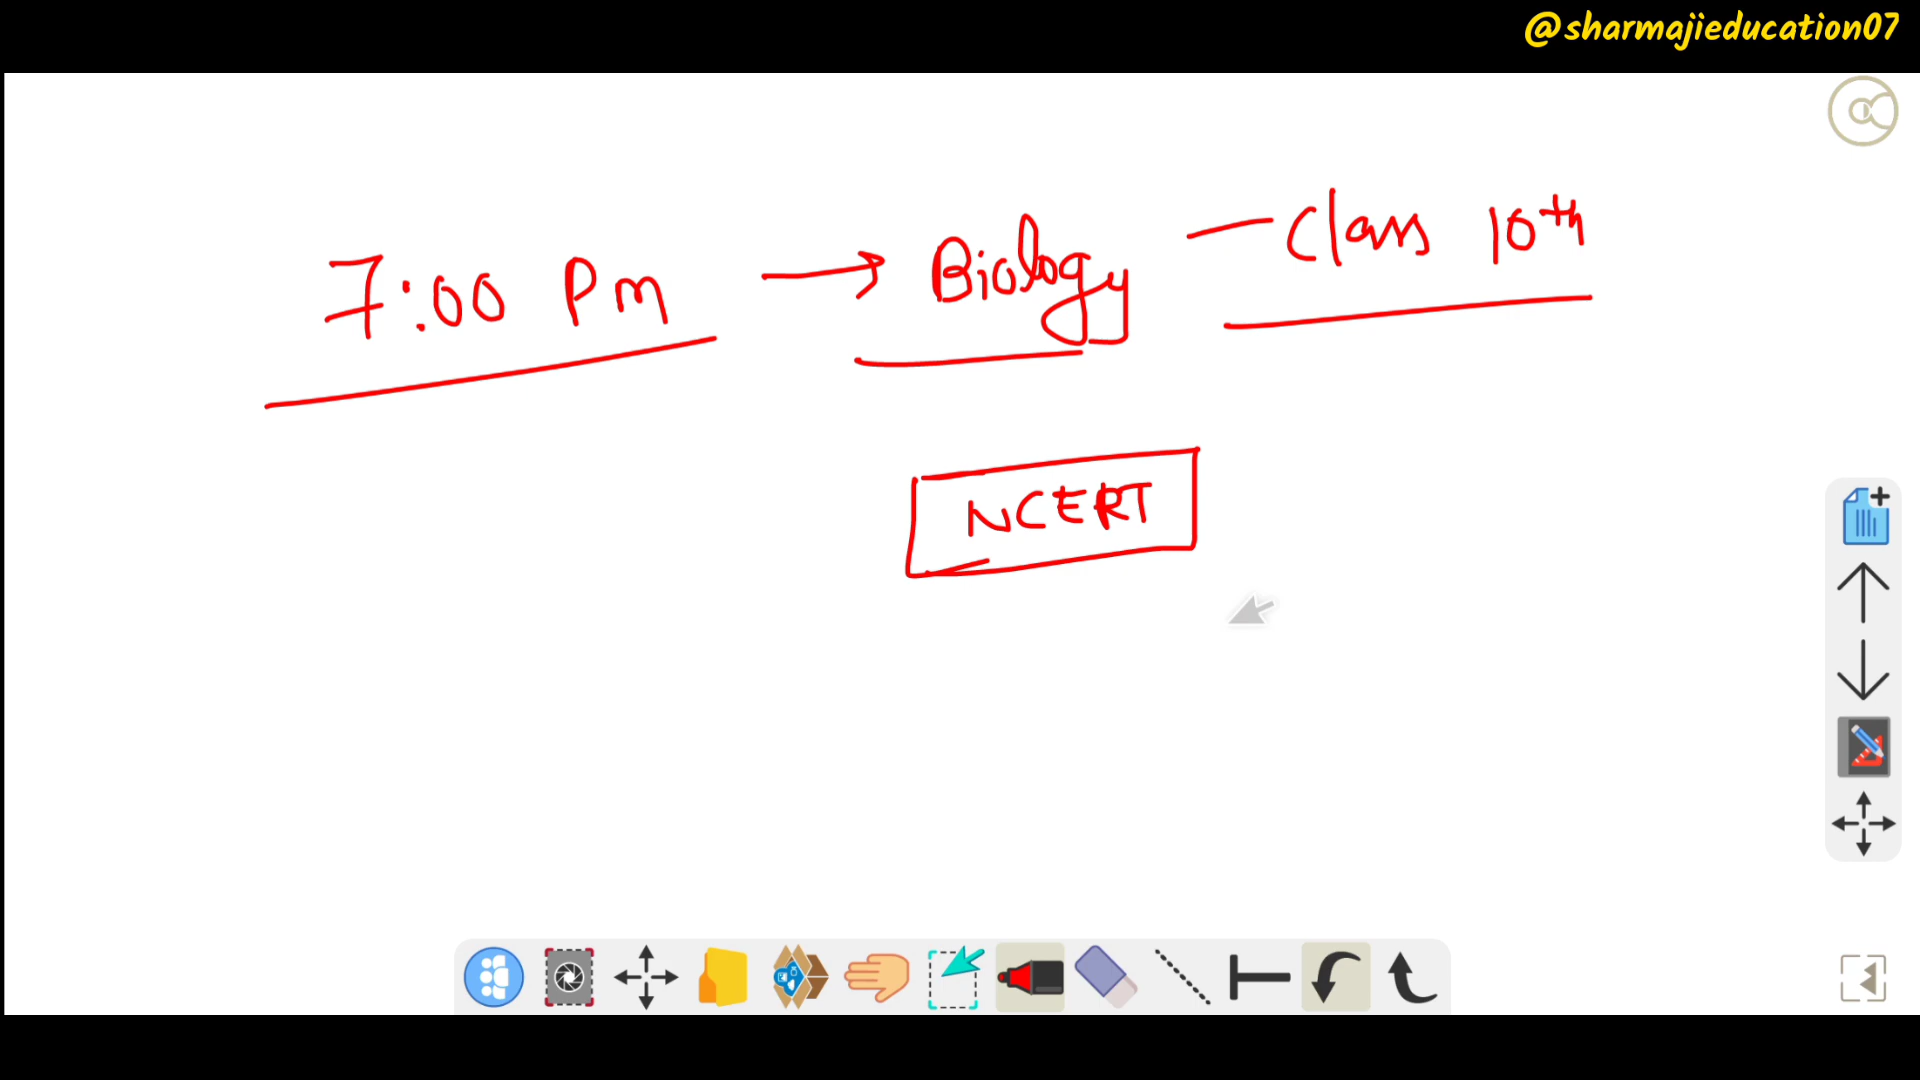 @sharmajieducation07
7:00 Pm → Biology — Class 10th
NCERT